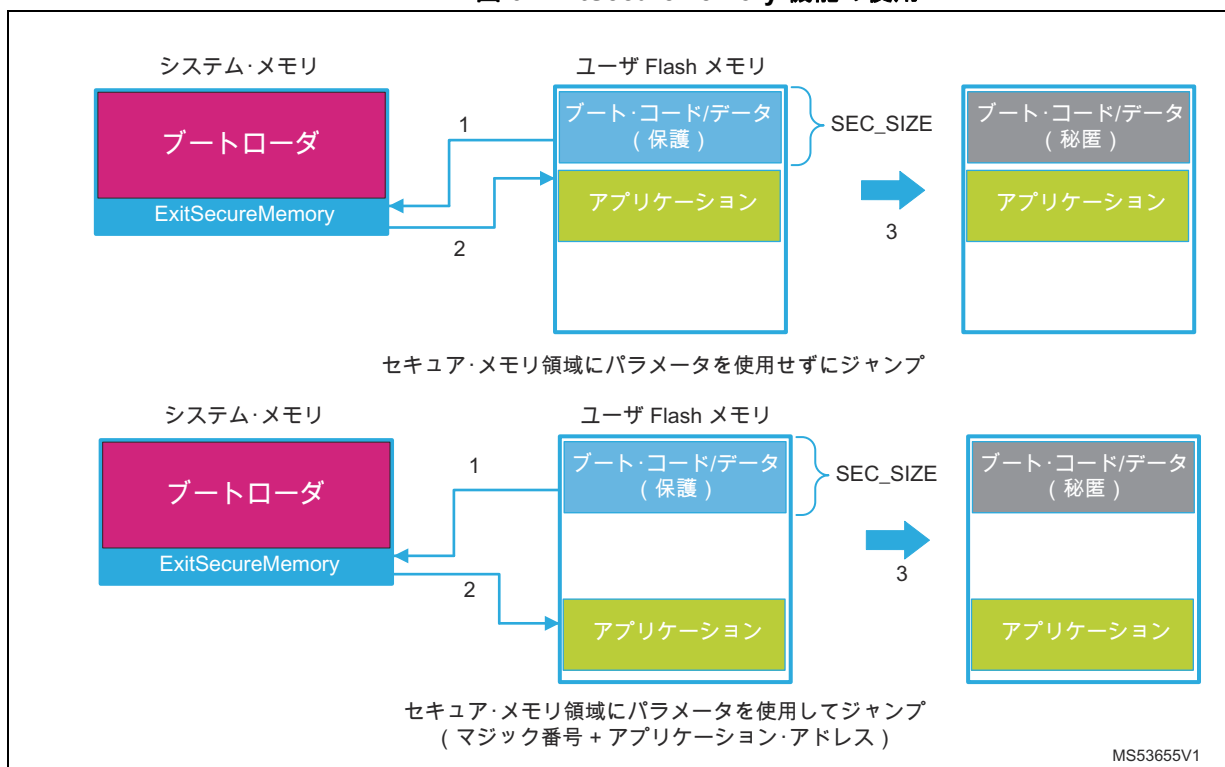 システム･メモリ
ユーザ Flash メモリ
ブートローダ
ExitSecureMemory
1
2
ブート･コード/データ
( 保護 )
SEC_SIZE
アプリケーション
3
ブート･コード/データ
( 秘匿 )
アプリケーション
セキュア･メモリ領域にパラメータを使用せずにジャンプ
システム･メモリ
ユーザ Flash メモリ
ブートローダ
ExitSecureMemory
1
2
ブート･コード/データ
( 保護 )
SEC_SIZE
アプリケーション
3
ブート･コード/データ
( 秘匿 )
アプリケーション
セキュア･メモリ領域にパラメータを使用してジャンプ
( マジック番号 + アプリケーション･アドレス )
MS53655V1